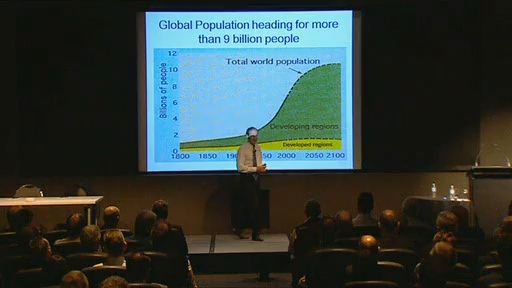 Global Population heading for more
than 9 billion people
12
10
8
6
4
2
0
Billions of people
Total world population
Developing regions
Developed regions
1800 1850 2000 2050 2100